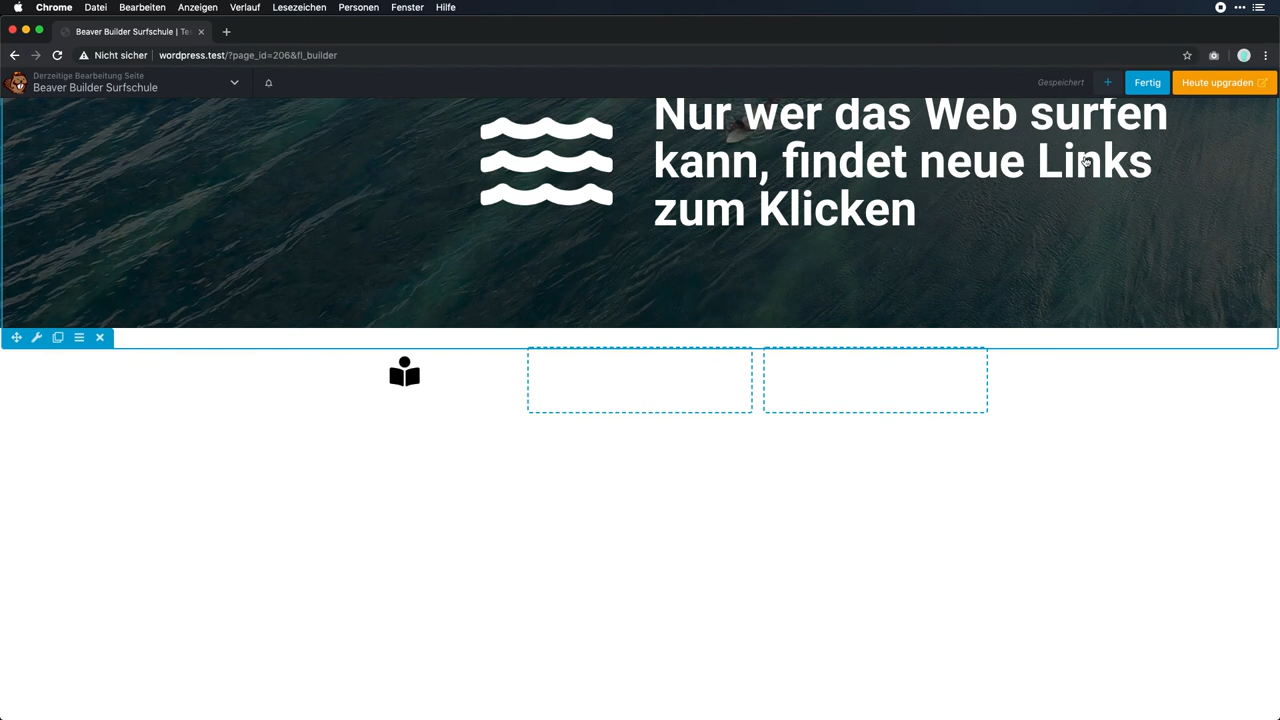 Chrome Datei Bearbeiten Anzeigen Verlauf Lesezeichen Personen Fenster Hilfe
Beaver Builder Surfschule | Te
Nicht sicher wordpress.test/?page_id=206&fl_builder
Derzeitige Bearbeitung Seite
Beaver Builder Surfschule
Gespeichert
Fertig
Heute upgraden
Nur wer das Web surfen
kann, findet neue Links
zum Klicken